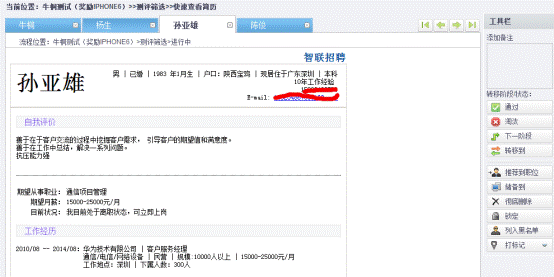 当前位置：牛辆测试（奖励IPHONE6）>>测评筛选>>快速查看简历
牛辆 杨生 孙亚雄 陈俭
流程位置：牛辆测试（奖励IPHONE6）>>测评筛选>进行中
智联招聘
孙亚雄
男 | 已婚 | 1983 年1月生 | 户口：陕西宝鸡 | 现居住于广东深圳 | 本科
10年工作经验
E-mail:
自我评价
善于在于客户交流的过程中挖掘客户需求， 引导客户的期望值和满意度。
善于在工作中总结，解决一系列问题。
抗压能力强
期望从事职业： 通信项目管理
期望月薪： 15000-25000元/月
目前状况： 我目前处于离职状态，可立即上岗
工作经历
2010/08 -- 2014/08：华为技术有限公司 | 客户服务经理
通信/电信/网络设备 | 民营 | 规模:10000人以上 | 15000-25000元/月
工作地点：深圳 | 下属人数：300人
工具栏
添加备注
转移阶段/状态：
通过
淘汰
下一阶段
转移到
推荐到职位
储备到
彻底删除
锁定
列入黑名单
打标记